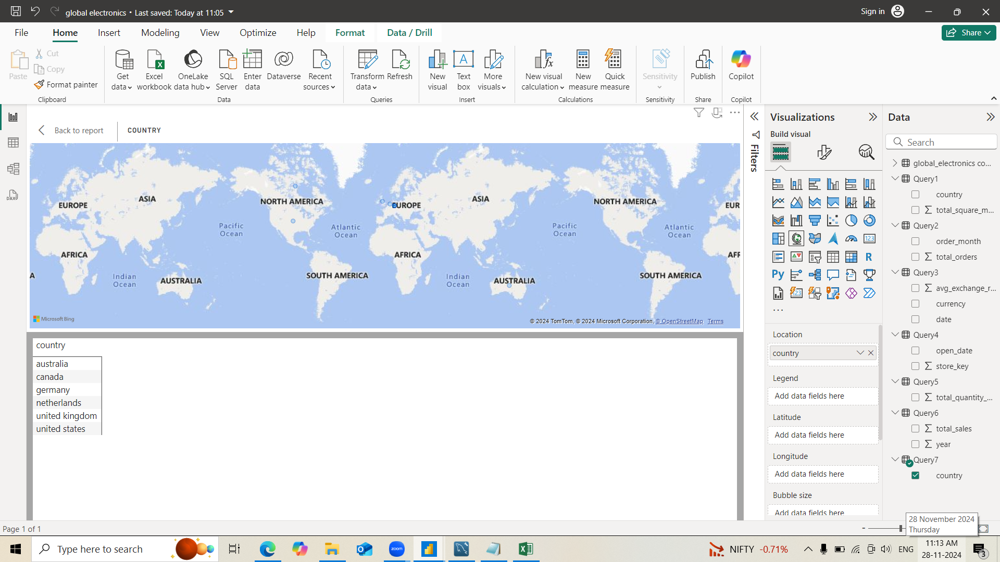 global electronics • Last saved: Today at 11:05
Sign in
File Home Insert Modeling View Optimize Help Format Data / Drill
Share
Paste
Cut
Copy
Format painter
Clipboard
Get data
Excel workbook
OneLake data hub
SQL Server
Enter data
Dataverse
Recent sources
Data
Transform data
Refresh
Queries
New visual
Text box
More visuals
Insert
New visual calculation
New measure
Quick measure
Calculations
Sensitivity
Sensitivity
Publish
Share
Copilot
Copilot
Back to report
COUNTRY
EUROPE
ASIA
NORTH AMERICA
EUROPE
ASIA
NORTH AMERICA
EUR
Pacific Ocean
Atlantic Ocean
Pacific Ocean
Atlantic Ocean
AFRICA
AFRICA
AFR
A
Indian Ocean
AUSTRALIA
SOUTH AMERICA
Indian Ocean
AUSTRALIA
SOUTH AMERICA
Microsoft Bing
© 2024 TomTom, © 2024 Microsoft Corporation, © OpenStreetMap Terms
country
australia
canada
germany
netherlands
united kingdom
united states
Filters
Visualizations
Build visual
123
R
Py
123
...
Location
country
Legend
Add data fields here
Latitude
Add data fields here
Longitude
Add data fields here
Bubble size
Add data fields here
Data
Search
global_electronics co...
Query1
country
total_square_m...
Query2
order_month
total_orders
Query3
avg_exchange_r...
currency
date
Query4
open_date
store_key
Query5
total_quantity_...
Query6
total_sales
year
Query7
country
28 November 2024
Thursday
Page 1 of 1
Type here to search
zoom
NIFTY -0.71%
ENG
11:13 AM
28-11-2024
3